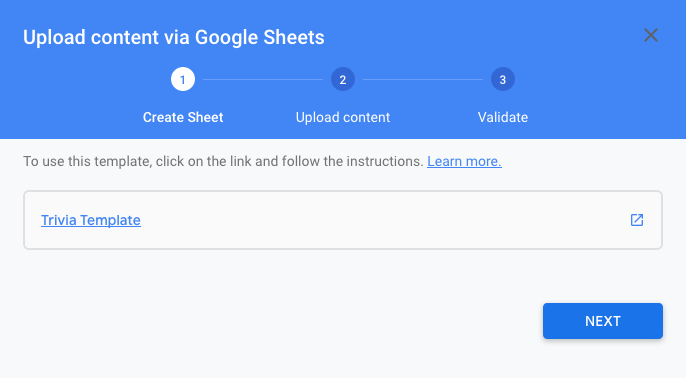 Upload content via Google Sheets
1 2 3
Create Sheet Upload content Validate
To use this template, click on the link and follow the instructions. Learn more.
Trivia Template
NEXT